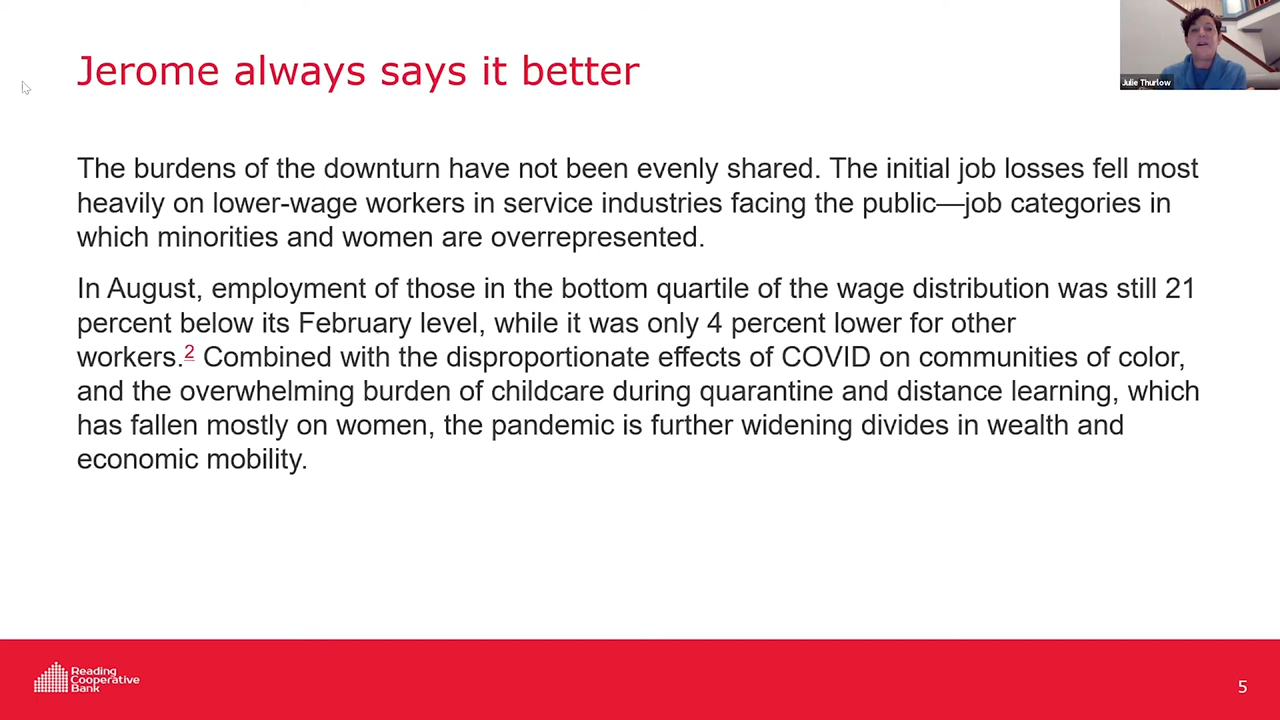 Jerome always says it better
Julie Thurlow
The burdens of the downturn have not been evenly shared. The initial job losses fell most
heavily on lower-wage workers in service industries facing the public—job categories in
which minorities and women are overrepresented.
In August, employment of those in the bottom quartile of the wage distribution was still 21
percent below its February level, while it was only 4 percent lower for other
workers.2 Combined with the disproportionate effects of COVID on communities of color,
and the overwhelming burden of childcare during quarantine and distance learning, which
has fallen mostly on women, the pandemic is further widening divides in wealth and
economic mobility.
Reading
Cooperative
Bank
5